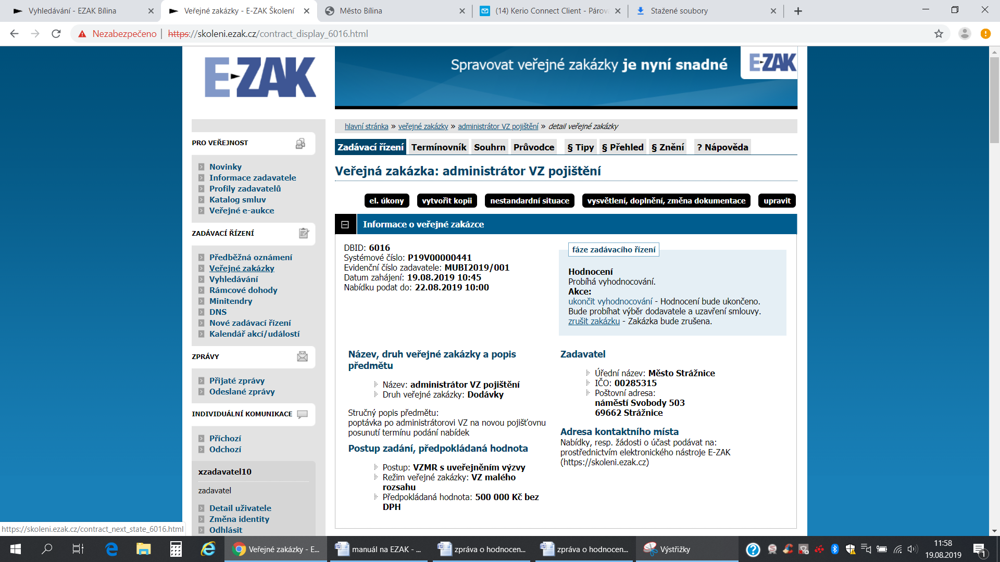 Vyhledávání - EZAK Bílina
Veřejné zakázky - E-ZAK Školení
Město Bílina
(14) Kerio Connect Client - Párova
Stažené soubory
Nezabezpečeno
https://skoleni.ezak.cz/contract_display_6016.html
E-ZAK
Spravovat veřejné zakázky je nyní snadné
E-ZAK
hlavní stránka » veřejné zakázky » administrátor VZ pojištění » detail veřejné zakázky
Zadávací řízení Termínovník Souhrn Průvodce § Tipy § Přehled § Znění ? Nápověda
Veřejná zakázka: administrátor VZ pojištění
el. úkony vytvořit kopii nestandardní situace vysvětlení, doplnění, změna dokumentace upravit
PRO VEŘEJNOST
Novinky
Informace zadavatele
Profily zadavatelů
Katalog smluv
Veřejné e-aukce
ZADÁVACÍ ŘÍZENÍ
Předběžná oznámení
Veřejné zakázky
Vyhledávání
Rámcové dohody
Minitendry
DNS
Nové zadávací řízení
Kalendář akcí/událostí
ZPRÁVY
Přijaté zprávy
Odeslané zprávy
INDIVIDUÁLNÍ KOMUNIKACE
Příchozí
Odchozí
xzadavatel10
zadavatel
Detail uživatele
Změna identity
Odhlásit
Informace o veřejné zakázce
DBID: 6016
Systémové číslo: P19V00000441
Evidenční číslo zadavatele: MUBI2019/001
Datum zahájení: 19.08.2019 10:45
Nabídku podat do: 22.08.2019 10:00
fáze zadávacího řízení
Hodnocení
Probíhá vyhodnocování.
Akce:
ukončit vyhodnocování - Hodnocení bude ukončeno.
Bude probíhat výběr dodavatele a uzavření smlouvy.
zrušit zakázku - Zakázka bude zrušena.
Název, druh veřejné zakázky a popis
předmětu
Název: administrátor VZ pojištění
Druh veřejné zakázky: Dodávky
Stručný popis předmětu:
poptávka po administrátorovi VZ na novou pojišťovnu
posunutí termínu podání nabídek
Postup zadání, předpokládaná hodnota
Postup: VZMR s uveřejněním výzvy
Režim veřejné zakázky: VZ malého
rozsahu
Předpokládaná hodnota: 500 000 Kč bez
DPH
Zadavatel
Úřední název: Město Strážnice
IČO: 00285315
Poštovní adresa:
náměstí Svobody 503
69662 Strážnice
Adresa kontaktního místa
Nabídky, resp. žádosti o účast podávat na:
prostřednictvím elektronického nástroje E-ZAK
(https://skoleni.ezak.cz)
https://skoleni.ezak.cz/contract_next_state_6016.html
Veřejné zakázky - E...
manuál na EZAK - ...
zpráva o hodnocen...
zpráva o hodnocen...
Výstřižky
11:58
19.08.2019
1